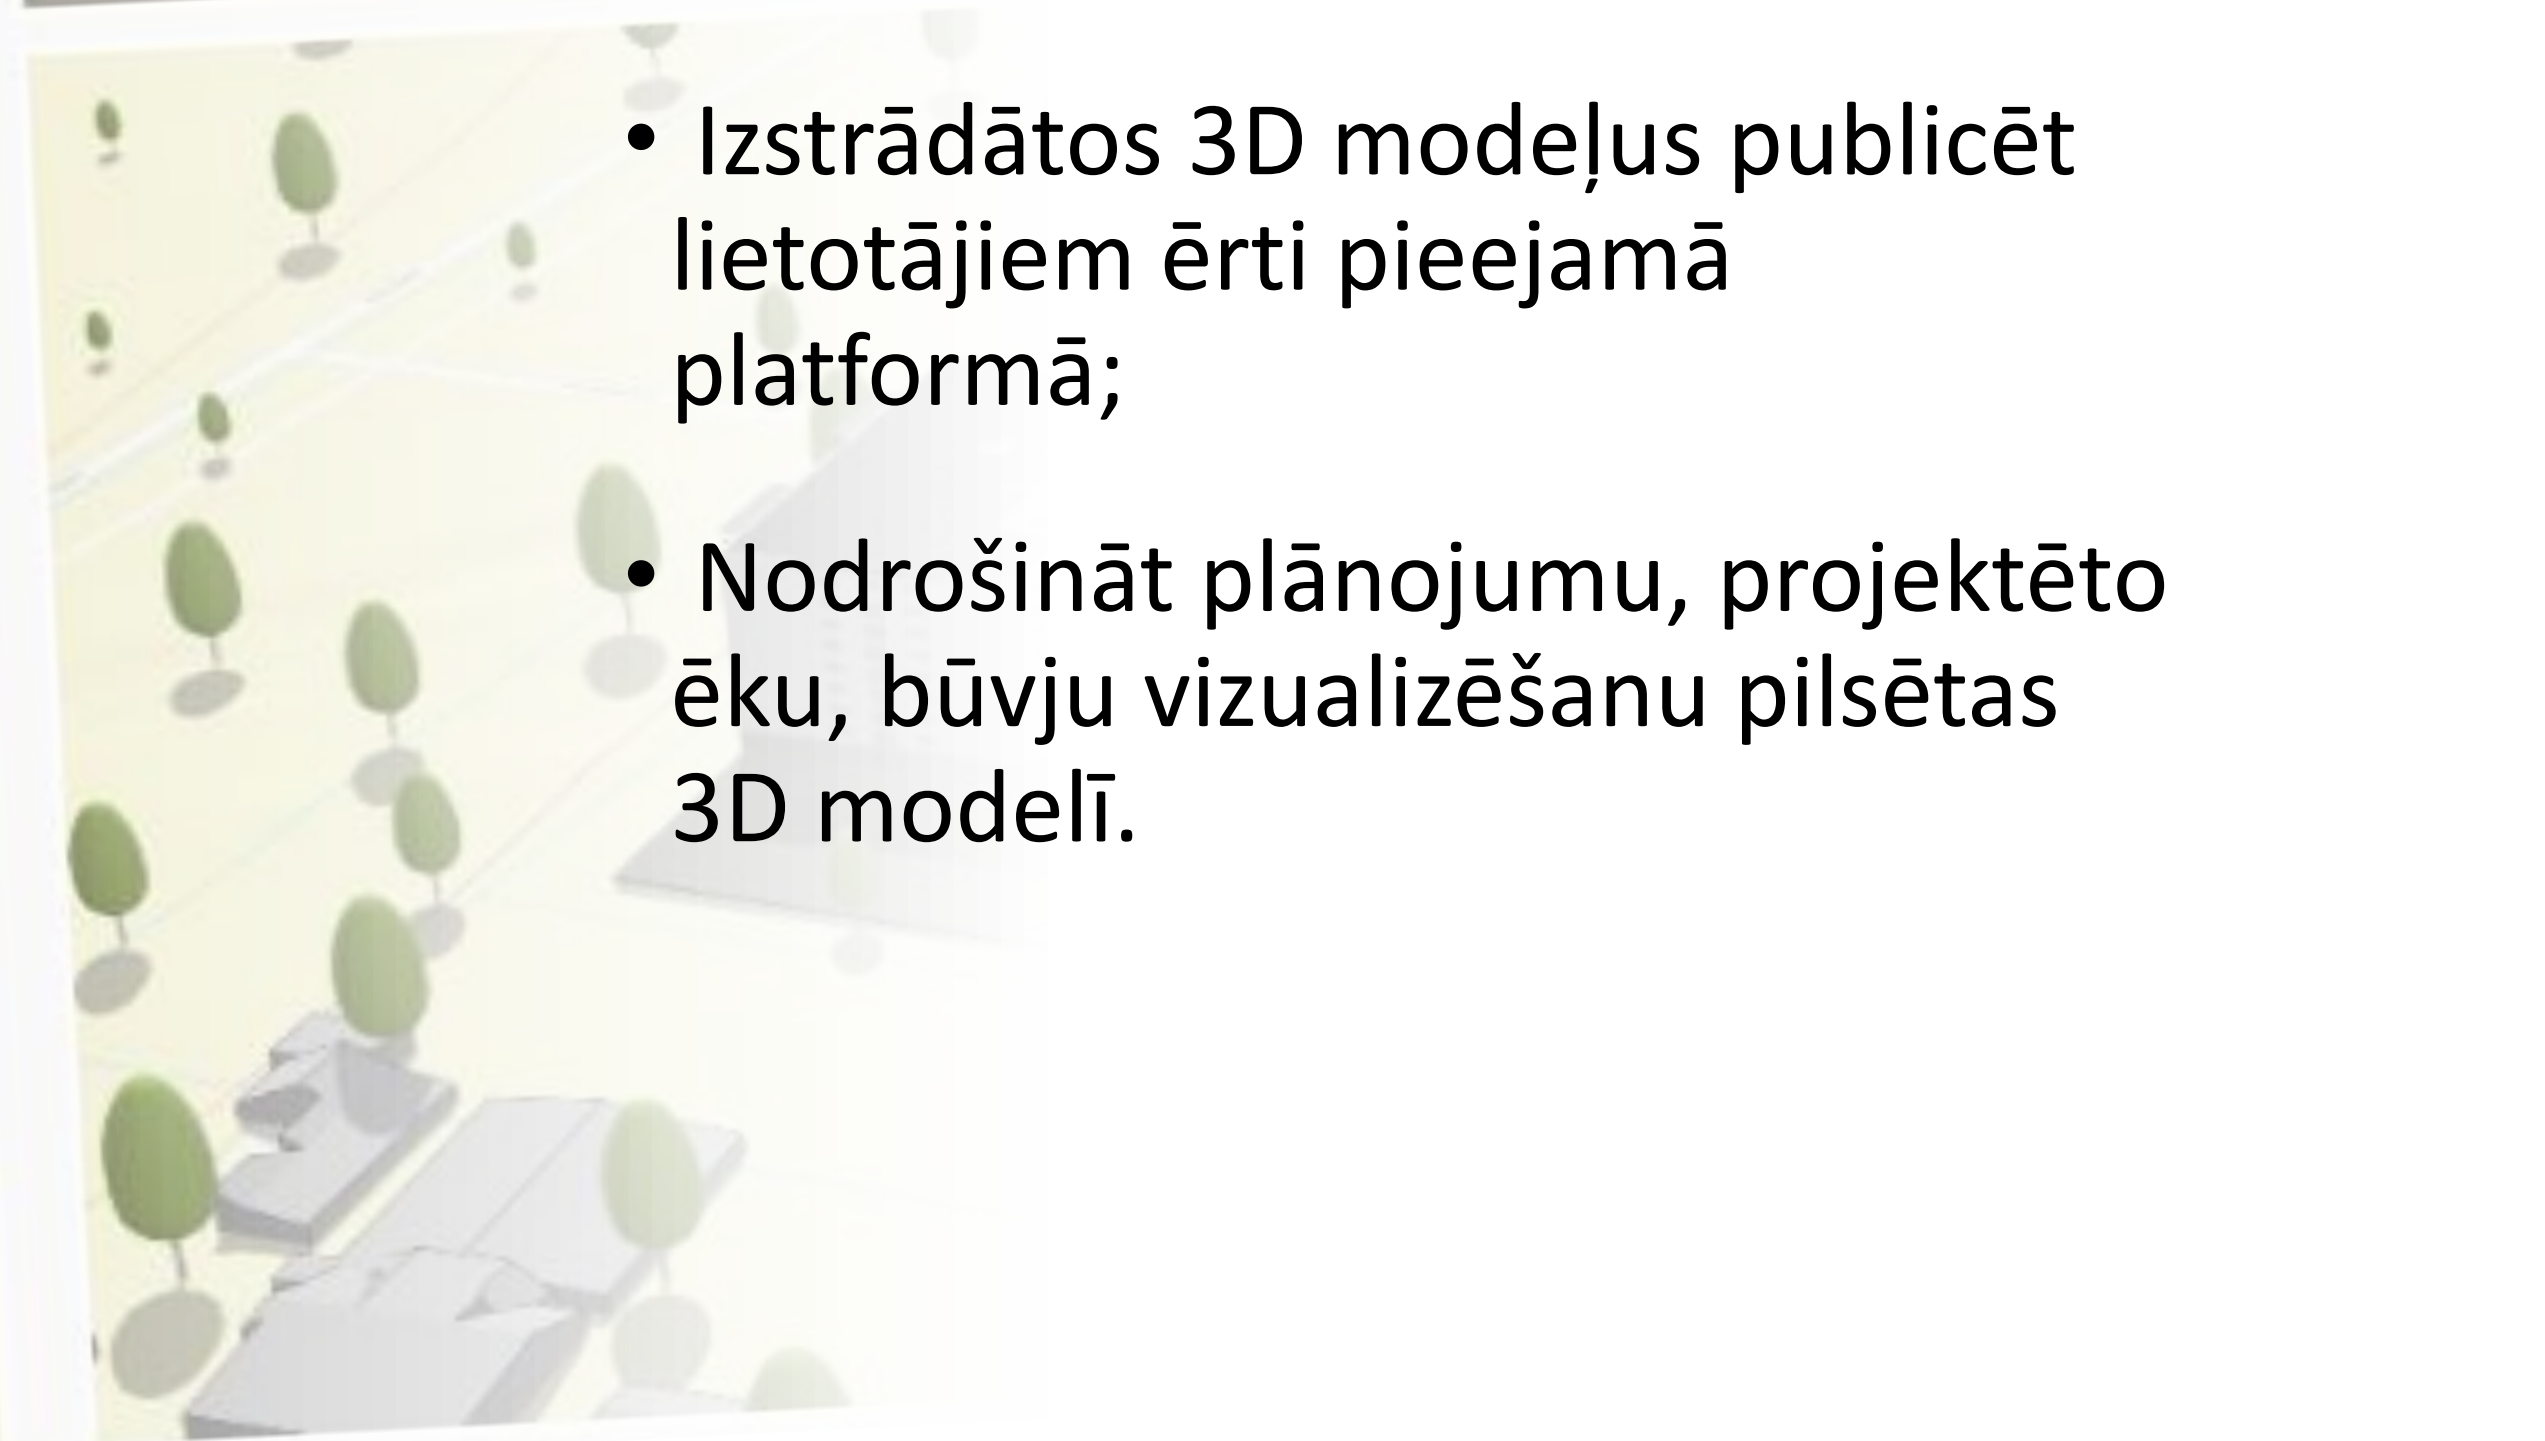 • Izstrādātos 3D modeļus publicēt
lietotājiem ērti pieejamā
platformā;
• Nodrošināt plānojumu, projektēto
ēku, būvju vizualizēšanu pilsētas
3D modelī.